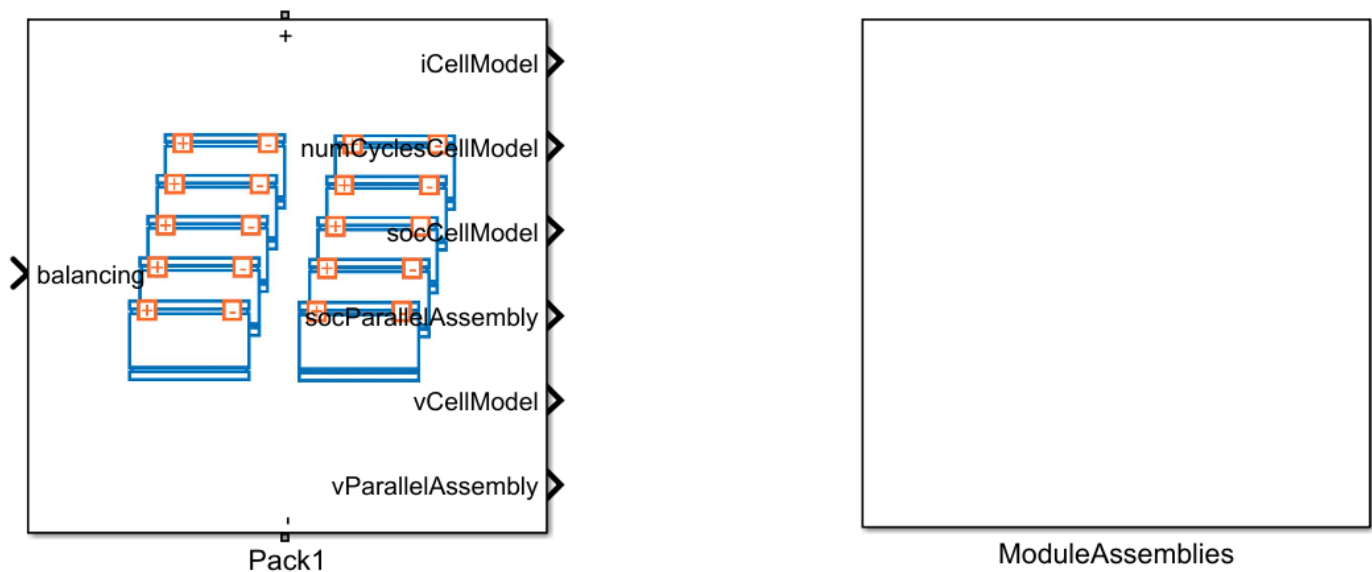 +
iCellModel
+ - + -
numCyclesCellModel
+ - + -
+ - + -
socCellModel
+ - + -
balancing
+ - + -
socParallelAssembly
vCellModel
vParallelAssembly
-
Pack1
ModuleAssemblies